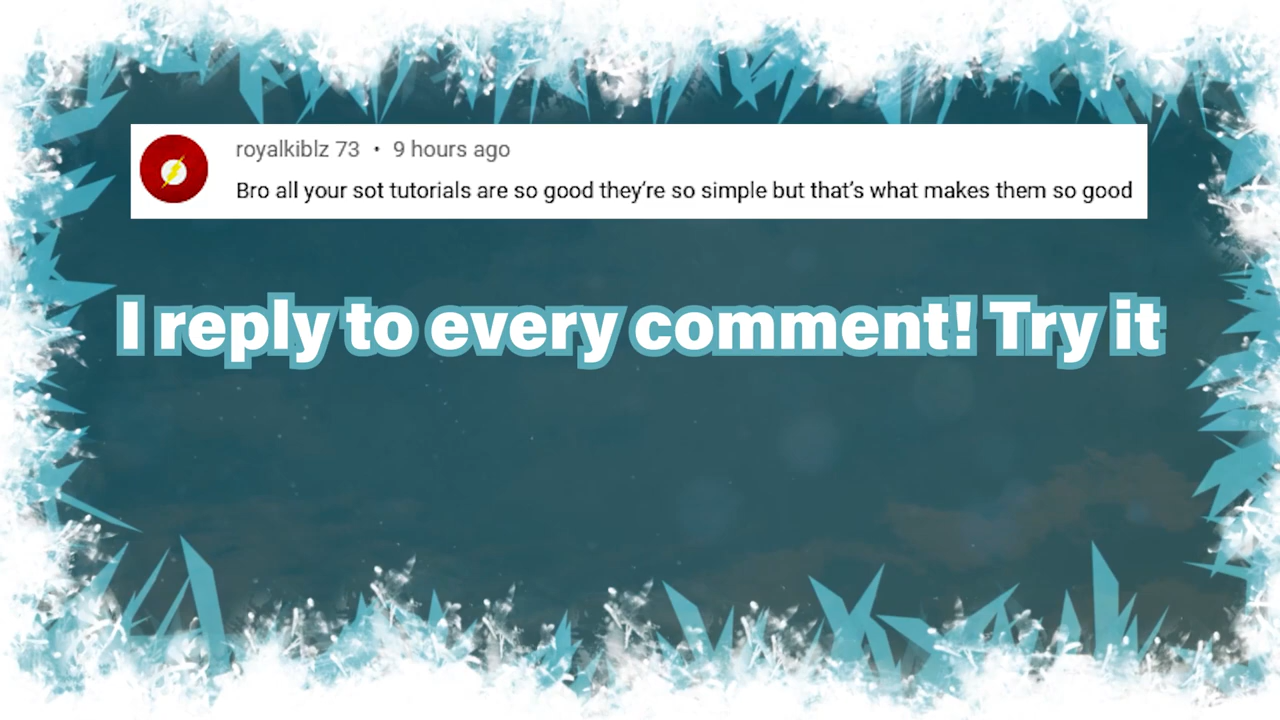 royalkiblz 73 • 9 hours ago
Bro all your sot tutorials are so good they're so simple but that's what makes them so good
I reply to every comment! Try it